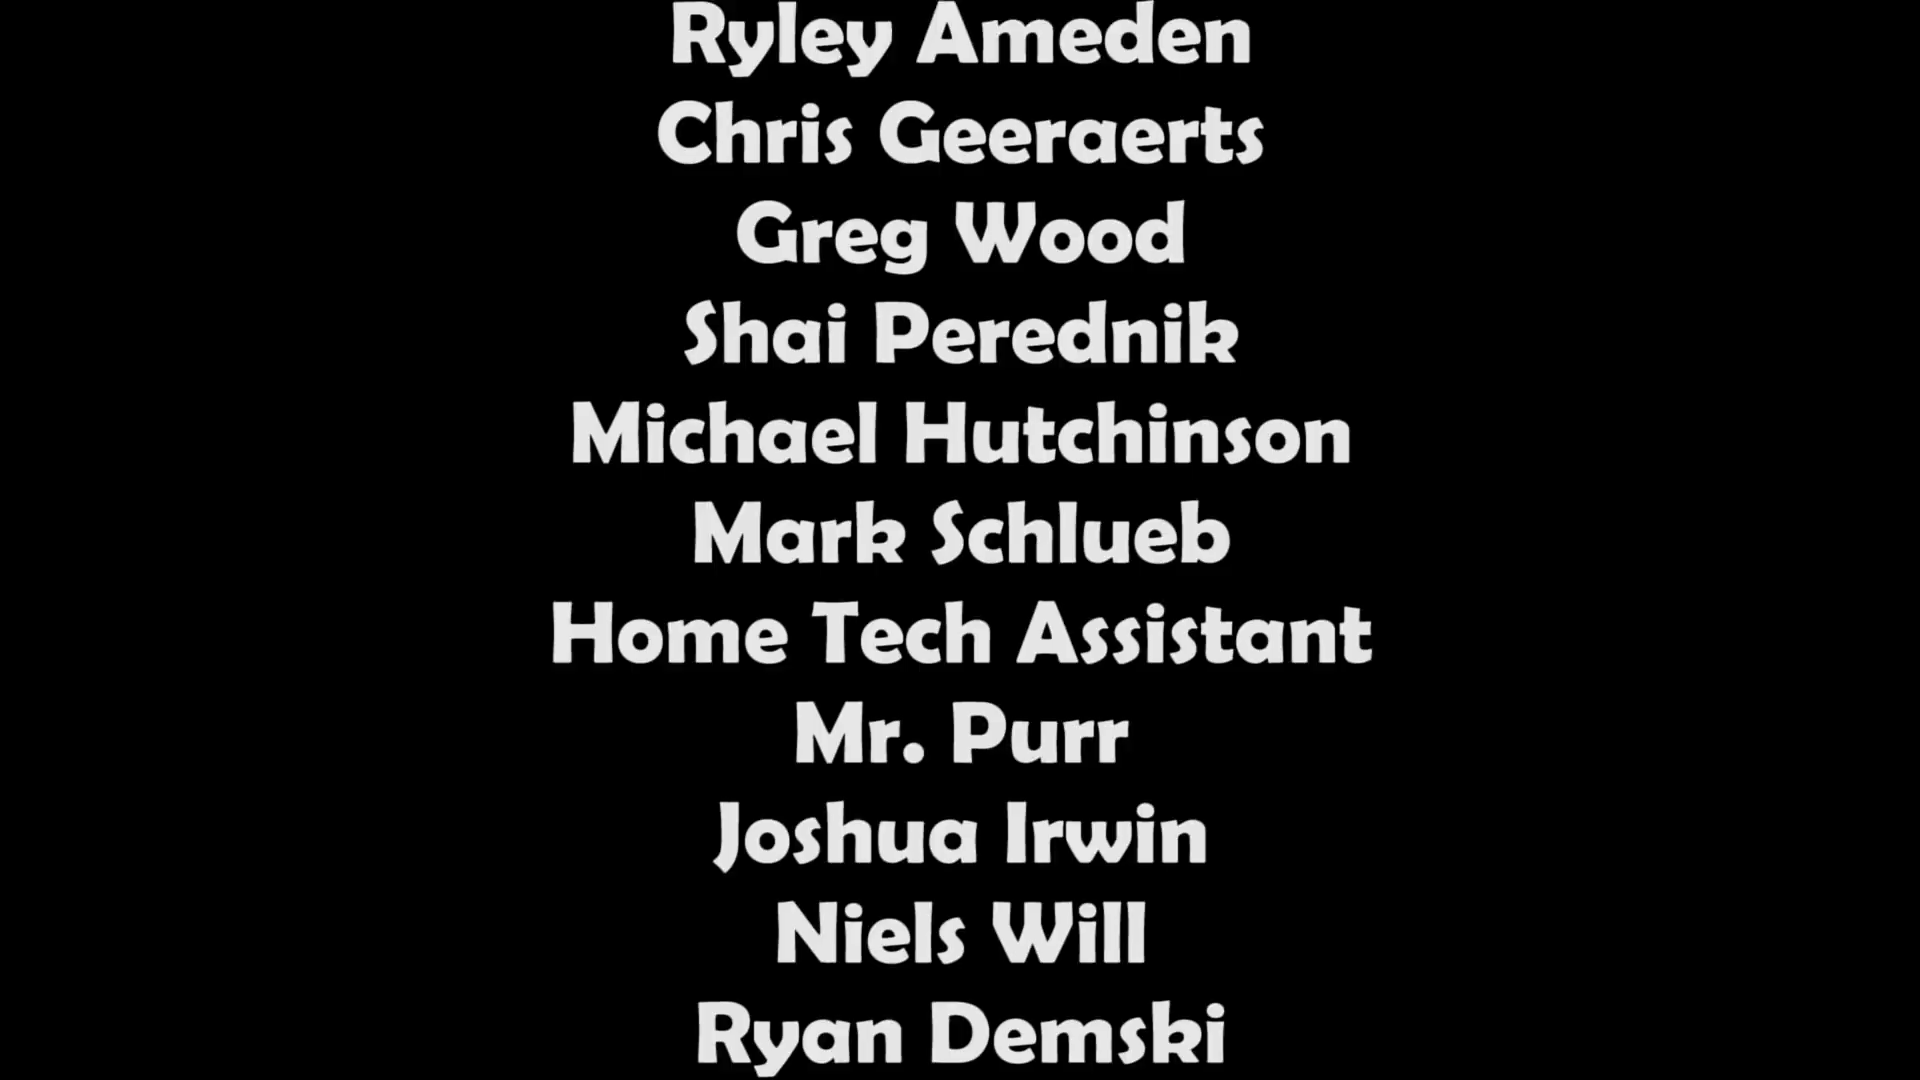 Ryley Ameden
Chris Geeraerts
Greg Wood
Shai Perednik
Michael Hutchinson
Mark Schlueb
Home Tech Assistant
Mr. Purr
Joshua Irwin
Niels Will
Ryan Demski